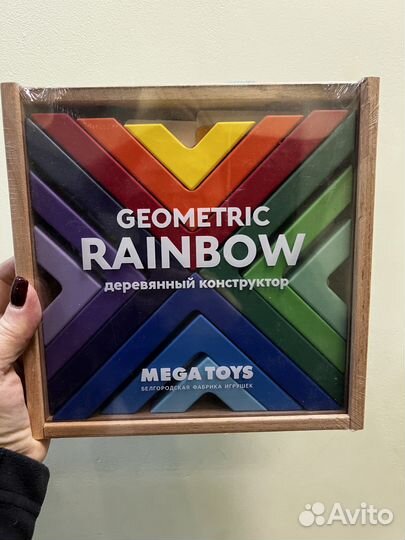 GEOMETRIC
RAINBOW
деревянный конструктор
MEGA TOYS
БЕЛГОРОДСКАЯ ФАБРИКА ИГРУШЕК
Avito